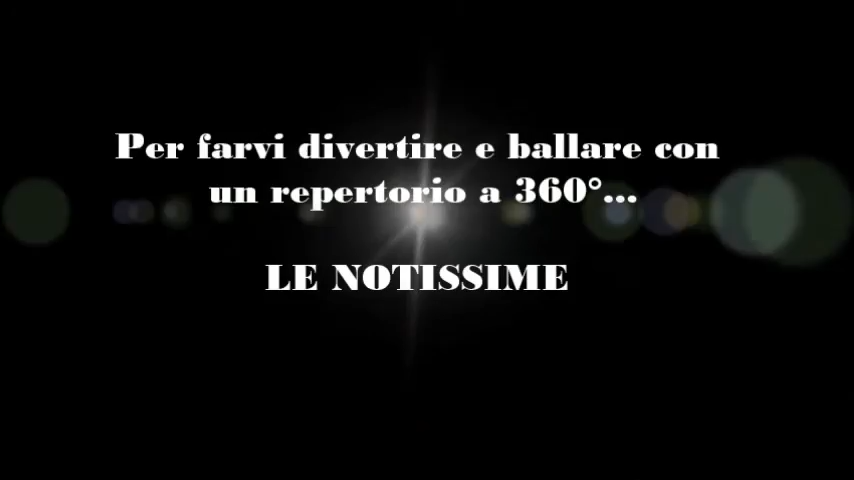 Per farvi divertire e ballare con
un repertorio a 360°...
LE NOTISSIME